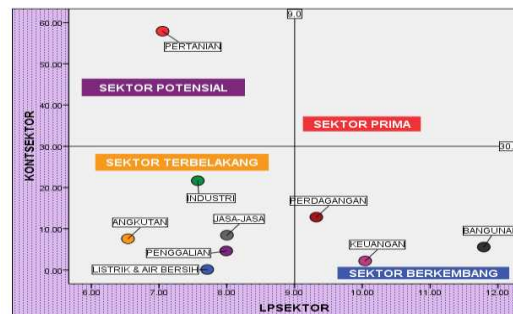 9.0
60.00
PERTANIAN
50.00
SEKTOR POTENSIAL
40.00
SEKTOR PRIMA
30.00
30.
SEKTOR TERBELAKANG
KONTSEKTOR
20.00
INDUSTRI
PERDAGANGAN
ANGKUTAN
JASA-JASA
10.00
BANGUNA
PENGGALIAN
KEUANGAN
LISTRIK & AIR BERSIH
SEKTOR BERKEMBANG
0.00
6.00 7.00 8.00 9.00 10.00 11.00 12.00
LPSEKTOR